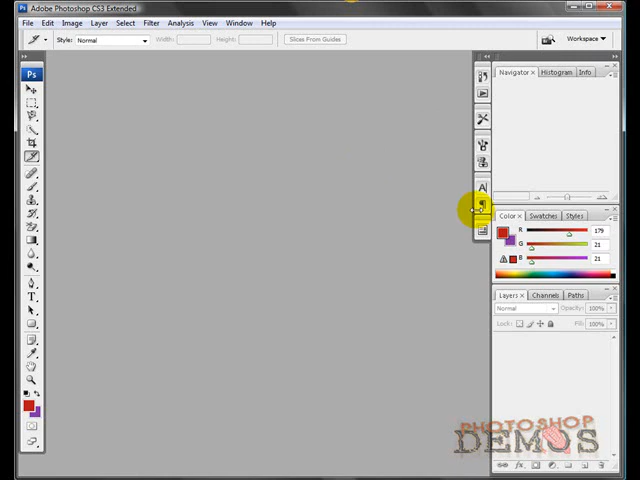 Adobe Photoshop CS3 Extended
File Edit Image Layer Select Filter Analysis View Window Help
Style: Normal Width: Height: Slices From Guides Workspace
Ps
Navigator × Histogram Info
A
Color × Swatches Styles
R 179
G 21
B 21
Layers × Channels Paths
Normal Opacity: 100%
Lock: Fill: 100%
T
PHOTOSHOP
DEMOS
fx